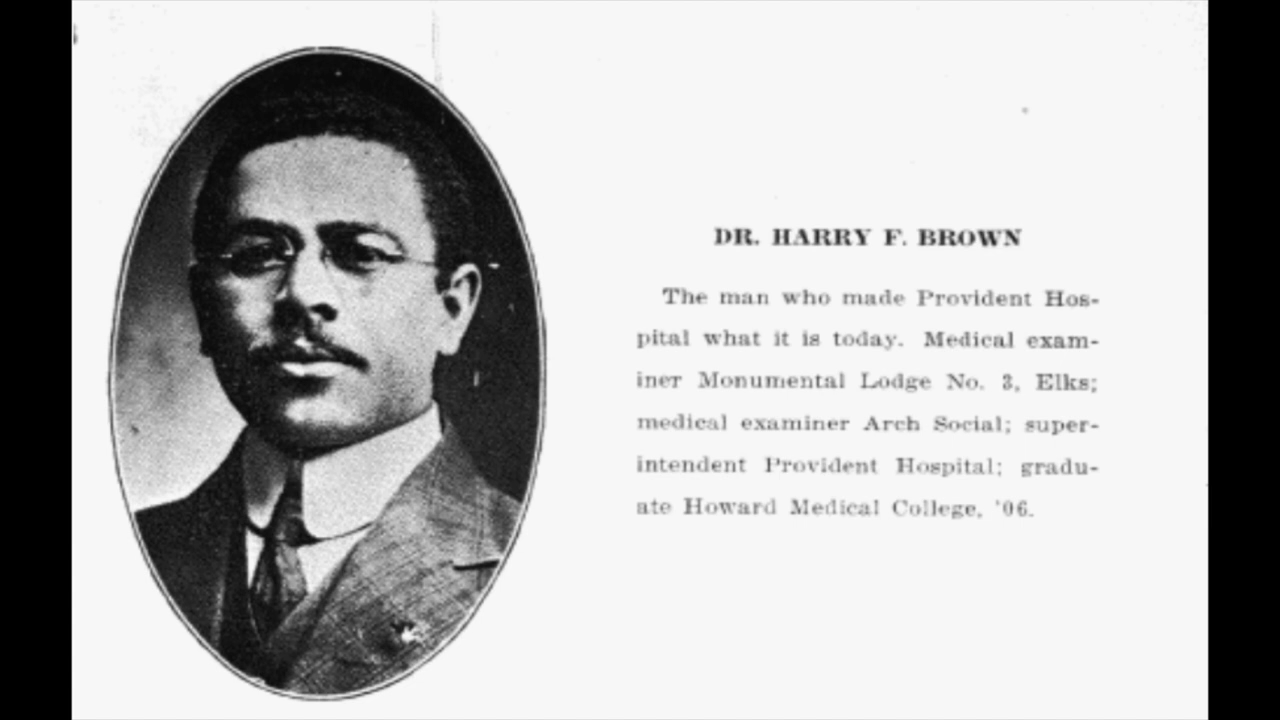 DR. HARRY F. BROWN
The man who made Provident Hos-
pital what it is today. Medical exam-
iner Monumental Lodge No. 3, Elks;
medical examiner Arch Social; super-
intendent Provident Hospital; gradu-
ate Howard Medical College, '06.